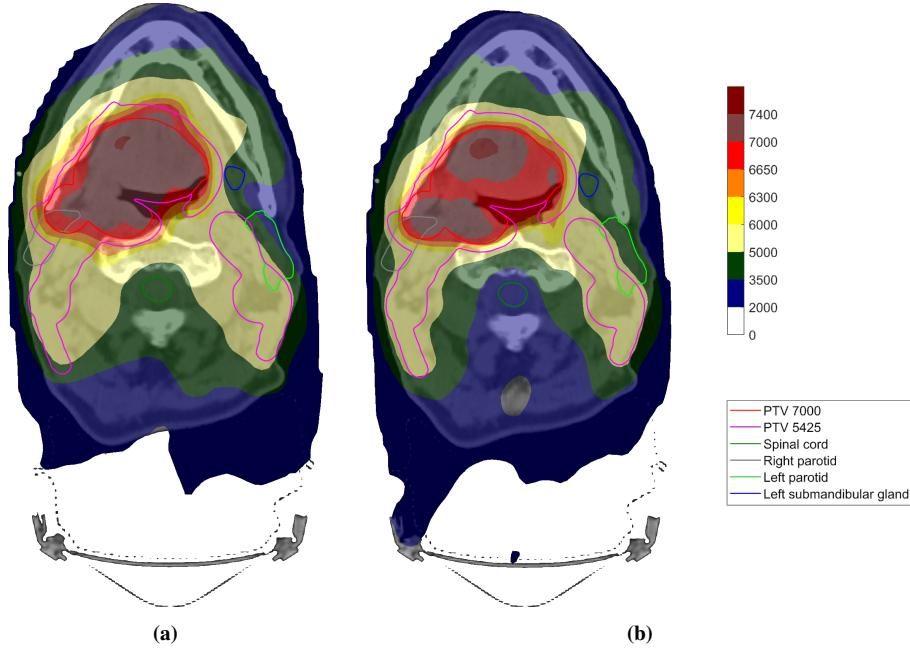 7400
7000
6650
6300
6000
5000
3500
2000
0
PTV 7000
PTV 5425
Spinal cord
Right parotid
Left parotid
Left submandibular gland
(a)
(b)